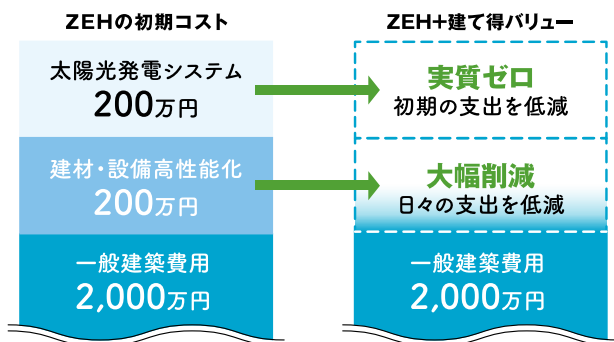 ZEHの初期コスト
太陽光発電システム
200万円
建材・設備高性能化
200万円
一般建築費用
2,000万円
ZEH+建て得バリュー
実質ゼロ
初期の支出を低減
大幅削減
日々の支出を低減
一般建築費用
2,000万円